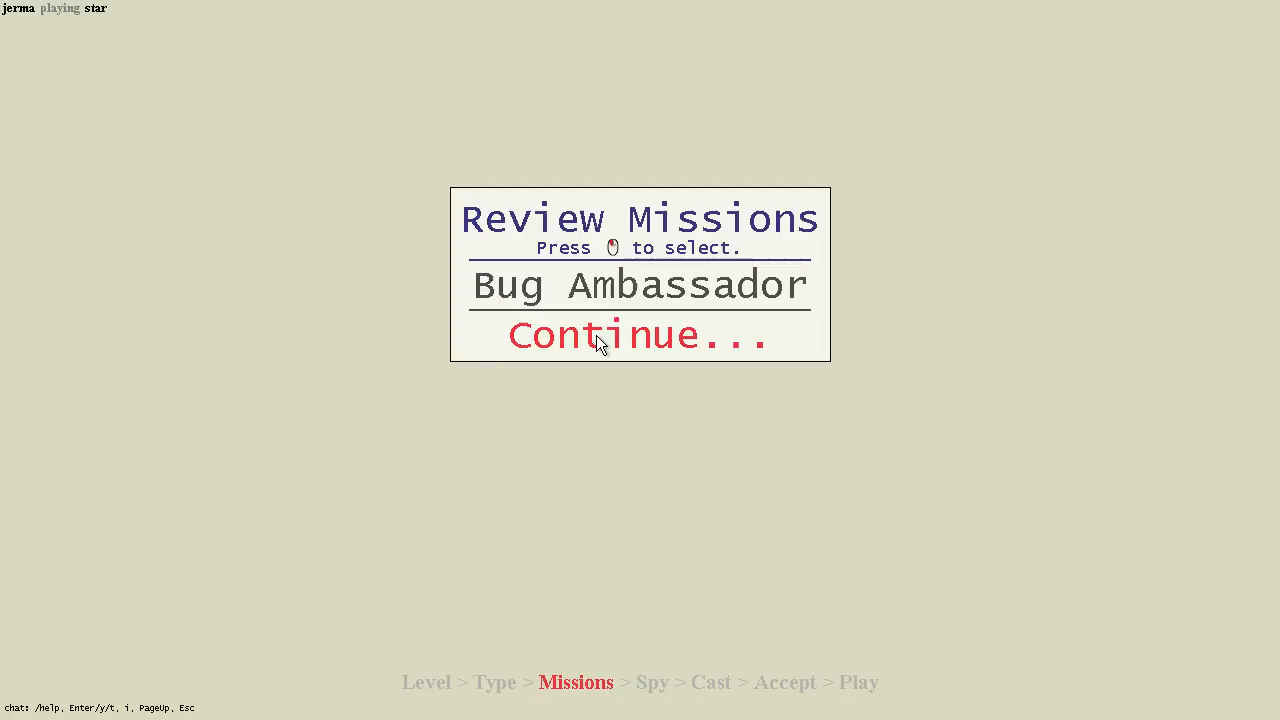 jerma playing star
Review Missions
Press to select.
Bug Ambassador
Continue...
Level > Type > Missions > Spy > Cast > Accept > Play
chat: /help, Enter/y/t, i, PageUp, Esc